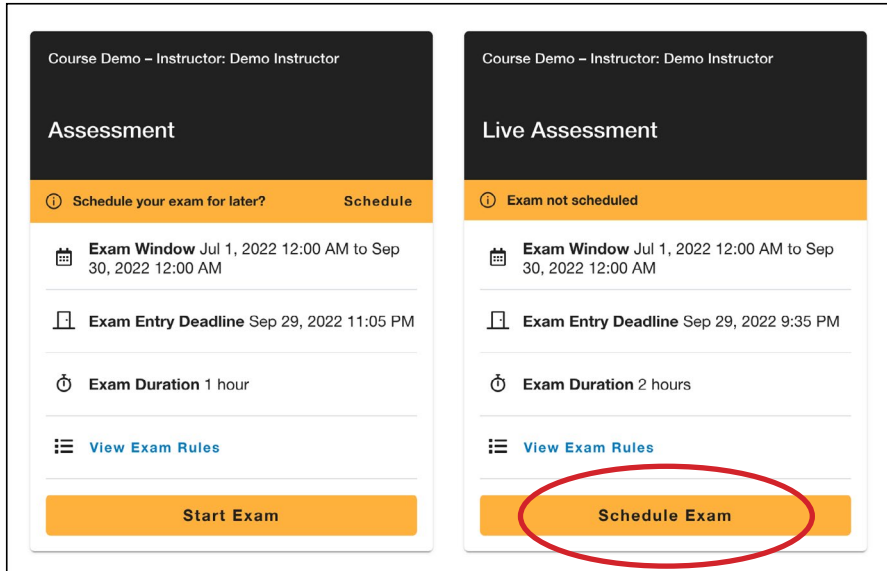 Course Demo – Instructor: Demo Instructor
Assessment
Schedule your exam for later? Schedule
Exam Window Jul 1, 2022 12:00 AM to Sep
30, 2022 12:00 AM
Exam Entry Deadline Sep 29, 2022 11:05 PM
Exam Duration 1 hour
View Exam Rules
Start Exam
Course Demo – Instructor: Demo Instructor
Live Assessment
Exam not scheduled
Exam Window Jul 1, 2022 12:00 AM to Sep
30, 2022 12:00 AM
Exam Entry Deadline Sep 29, 2022 9:35 PM
Exam Duration 2 hours
View Exam Rules
Schedule Exam